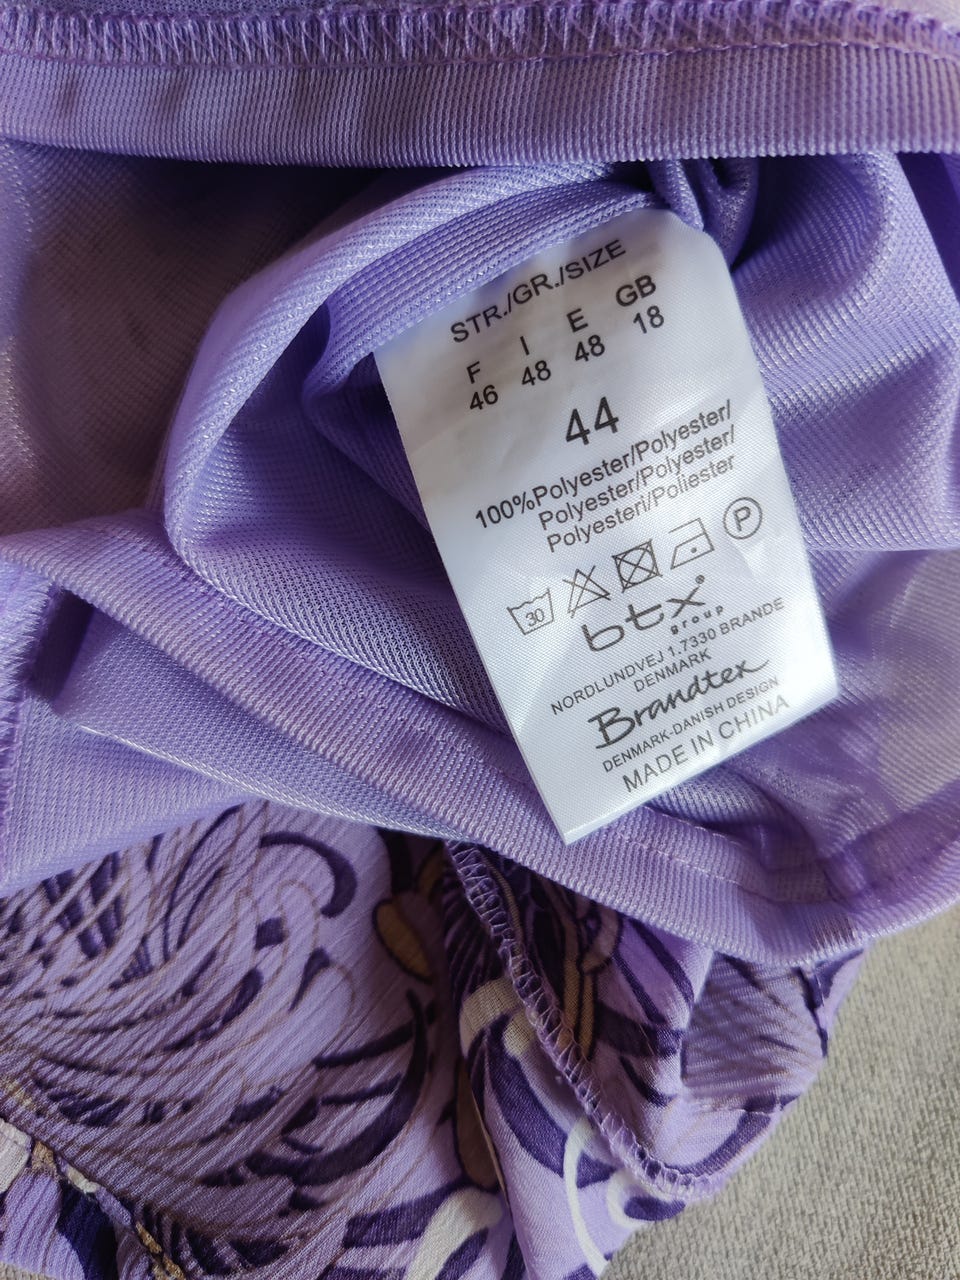 STR./GR./SIZE
F I E GB
46 48 48 18
44
100%Polyester/Polyester/
Polyester/Polyester/
Polyesteri/Poliester
30 P
btx
group
NORDLUNDVEJ 1.7330 BRANDE
DENMARK
Brandtex
DENMARK-DANISH DESIGN
MADE IN CHINA